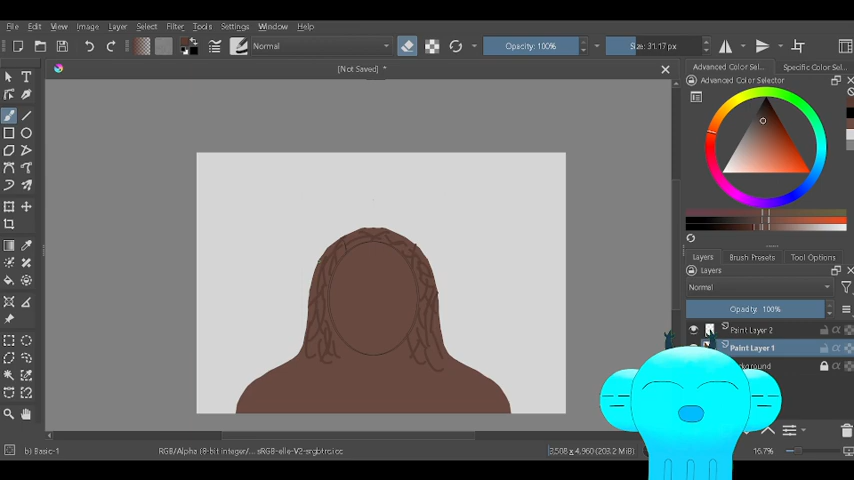 File Edit View Image Layer Select Filter Tools Settings Window Help
Normal Opacity: 100% Size: 31.17 px
[Not Saved] *
Advanced Color Sel... Specific Color Sel...
Advanced Color Selector
Layers Brush Presets Tool Options
Layers
Normal
Opacity: 100%
Paint Layer 2
Paint Layer 1
b) Basic-1 RGB/Alpha (8-bit integer/... sRGB-elle-V2-srgbtrc.icc 3,508 x 4,960 (203.2 MiB) 16.7%